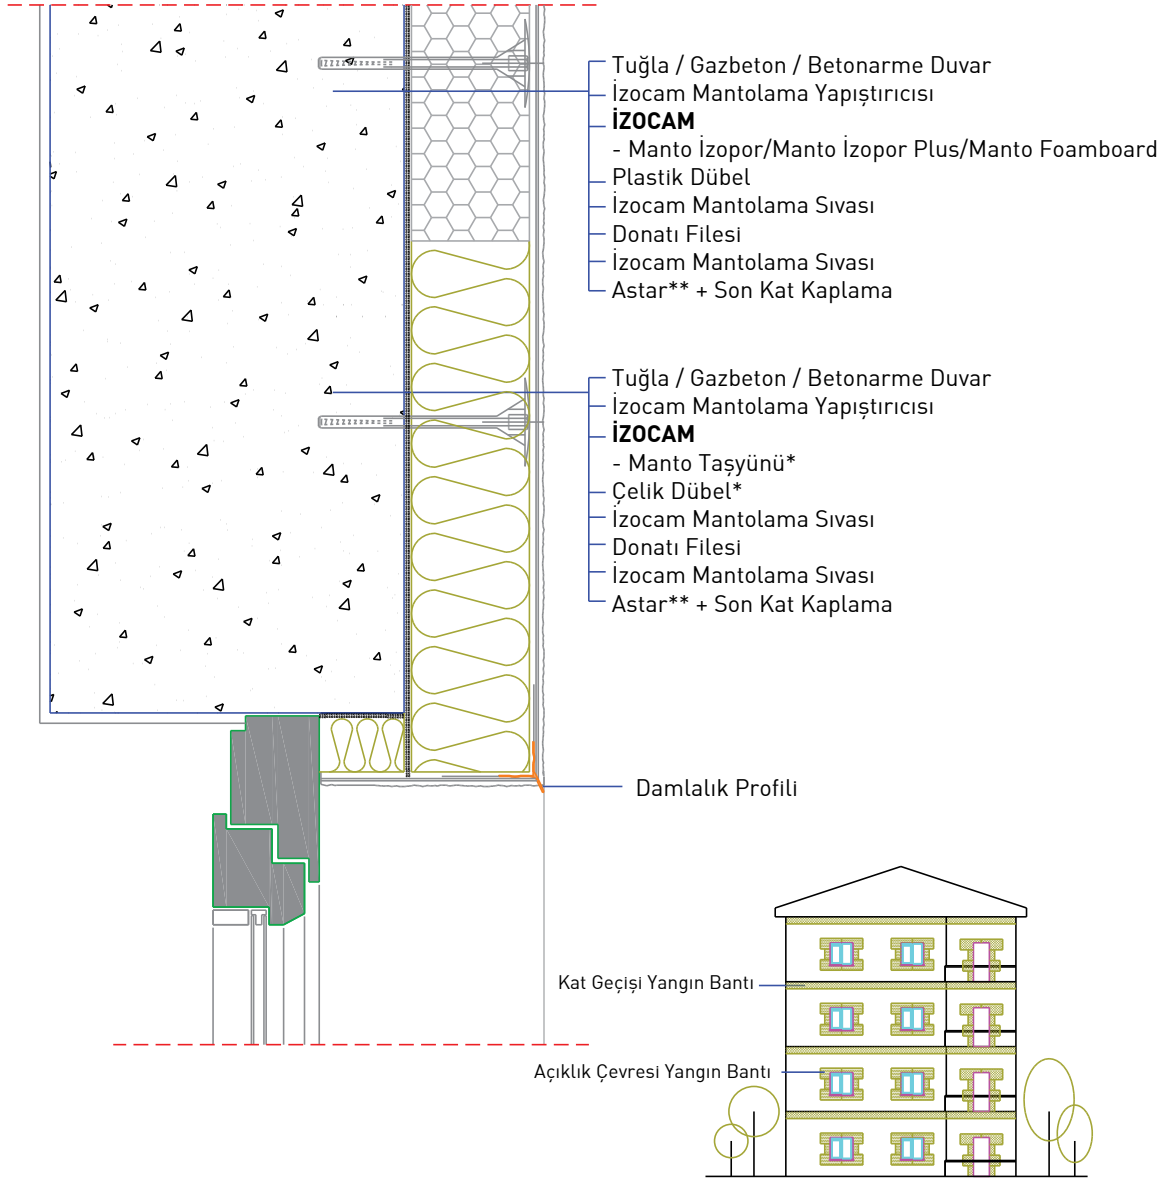 Tuğla / Gazbeton / Betonarme Duvar
İzocam Mantolama Yapıştırıcısı
İZOCAM
- Manto İzopor/Manto İzopor Plus/Manto Foamboard
Plastik Dübel
İzocam Mantolama Sıvası
Donatı Filesi
İzocam Mantolama Sıvası
Astar** + Son Kat Kaplama
Tuğla / Gazbeton / Betonarme Duvar
İzocam Mantolama Yapıştırıcısı
İZOCAM
- Manto Taşyünü*
Çelik Dübel*
İzocam Mantolama Sıvası
Donatı Filesi
İzocam Mantolama Sıvası
Astar** + Son Kat Kaplama
Damlalık Profili
Kat Geçişi Yangın Bantı
Açıklık Çevresi Yangın Bantı